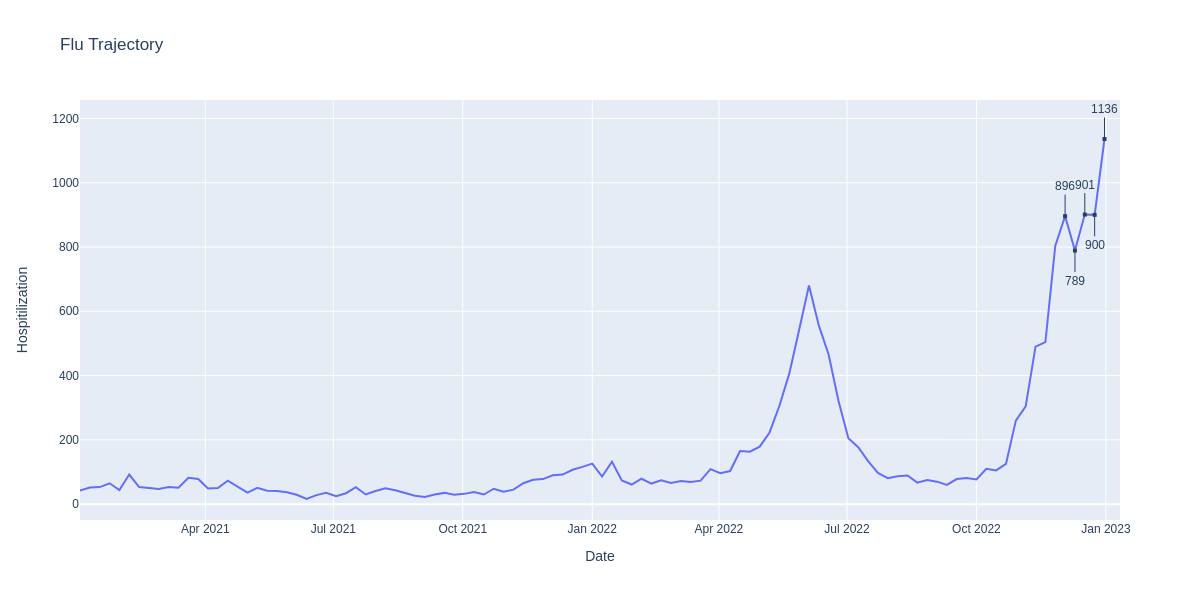 Flu Trajectory
1136
1200
1000
896
901
800
900
789
600
400
200
0
Hospitilization
Apr 2021
Jul 2021
Oct 2021
Jan 2022
Apr 2022
Jul 2022
Oct 2022
Jan 2023
Date